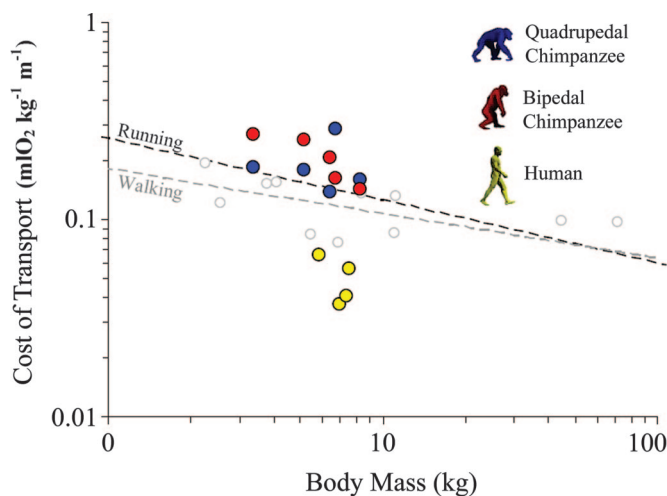 1
0.1
0.01
0
10
100
Cost of Transport (mlO₂ kg⁻¹ m⁻¹)
Body Mass (kg)
Running
Walking
Quadrupedal
Chimpanzee
Bipedal
Chimpanzee
Human